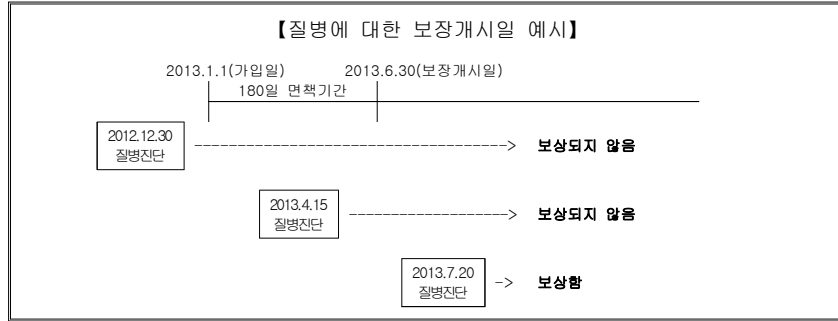 【질병에 대한 보장개시일 예시】
2013.1.1(가입일) 2013.6.30(보장개시일)
180일 면책기간
2012.12.30
질병진단
-----------------------------------> 보상되지 않음
2013.4.15
질병진단
------------------> 보상되지 않음
2013.7.20
질병진단
-> 보상함